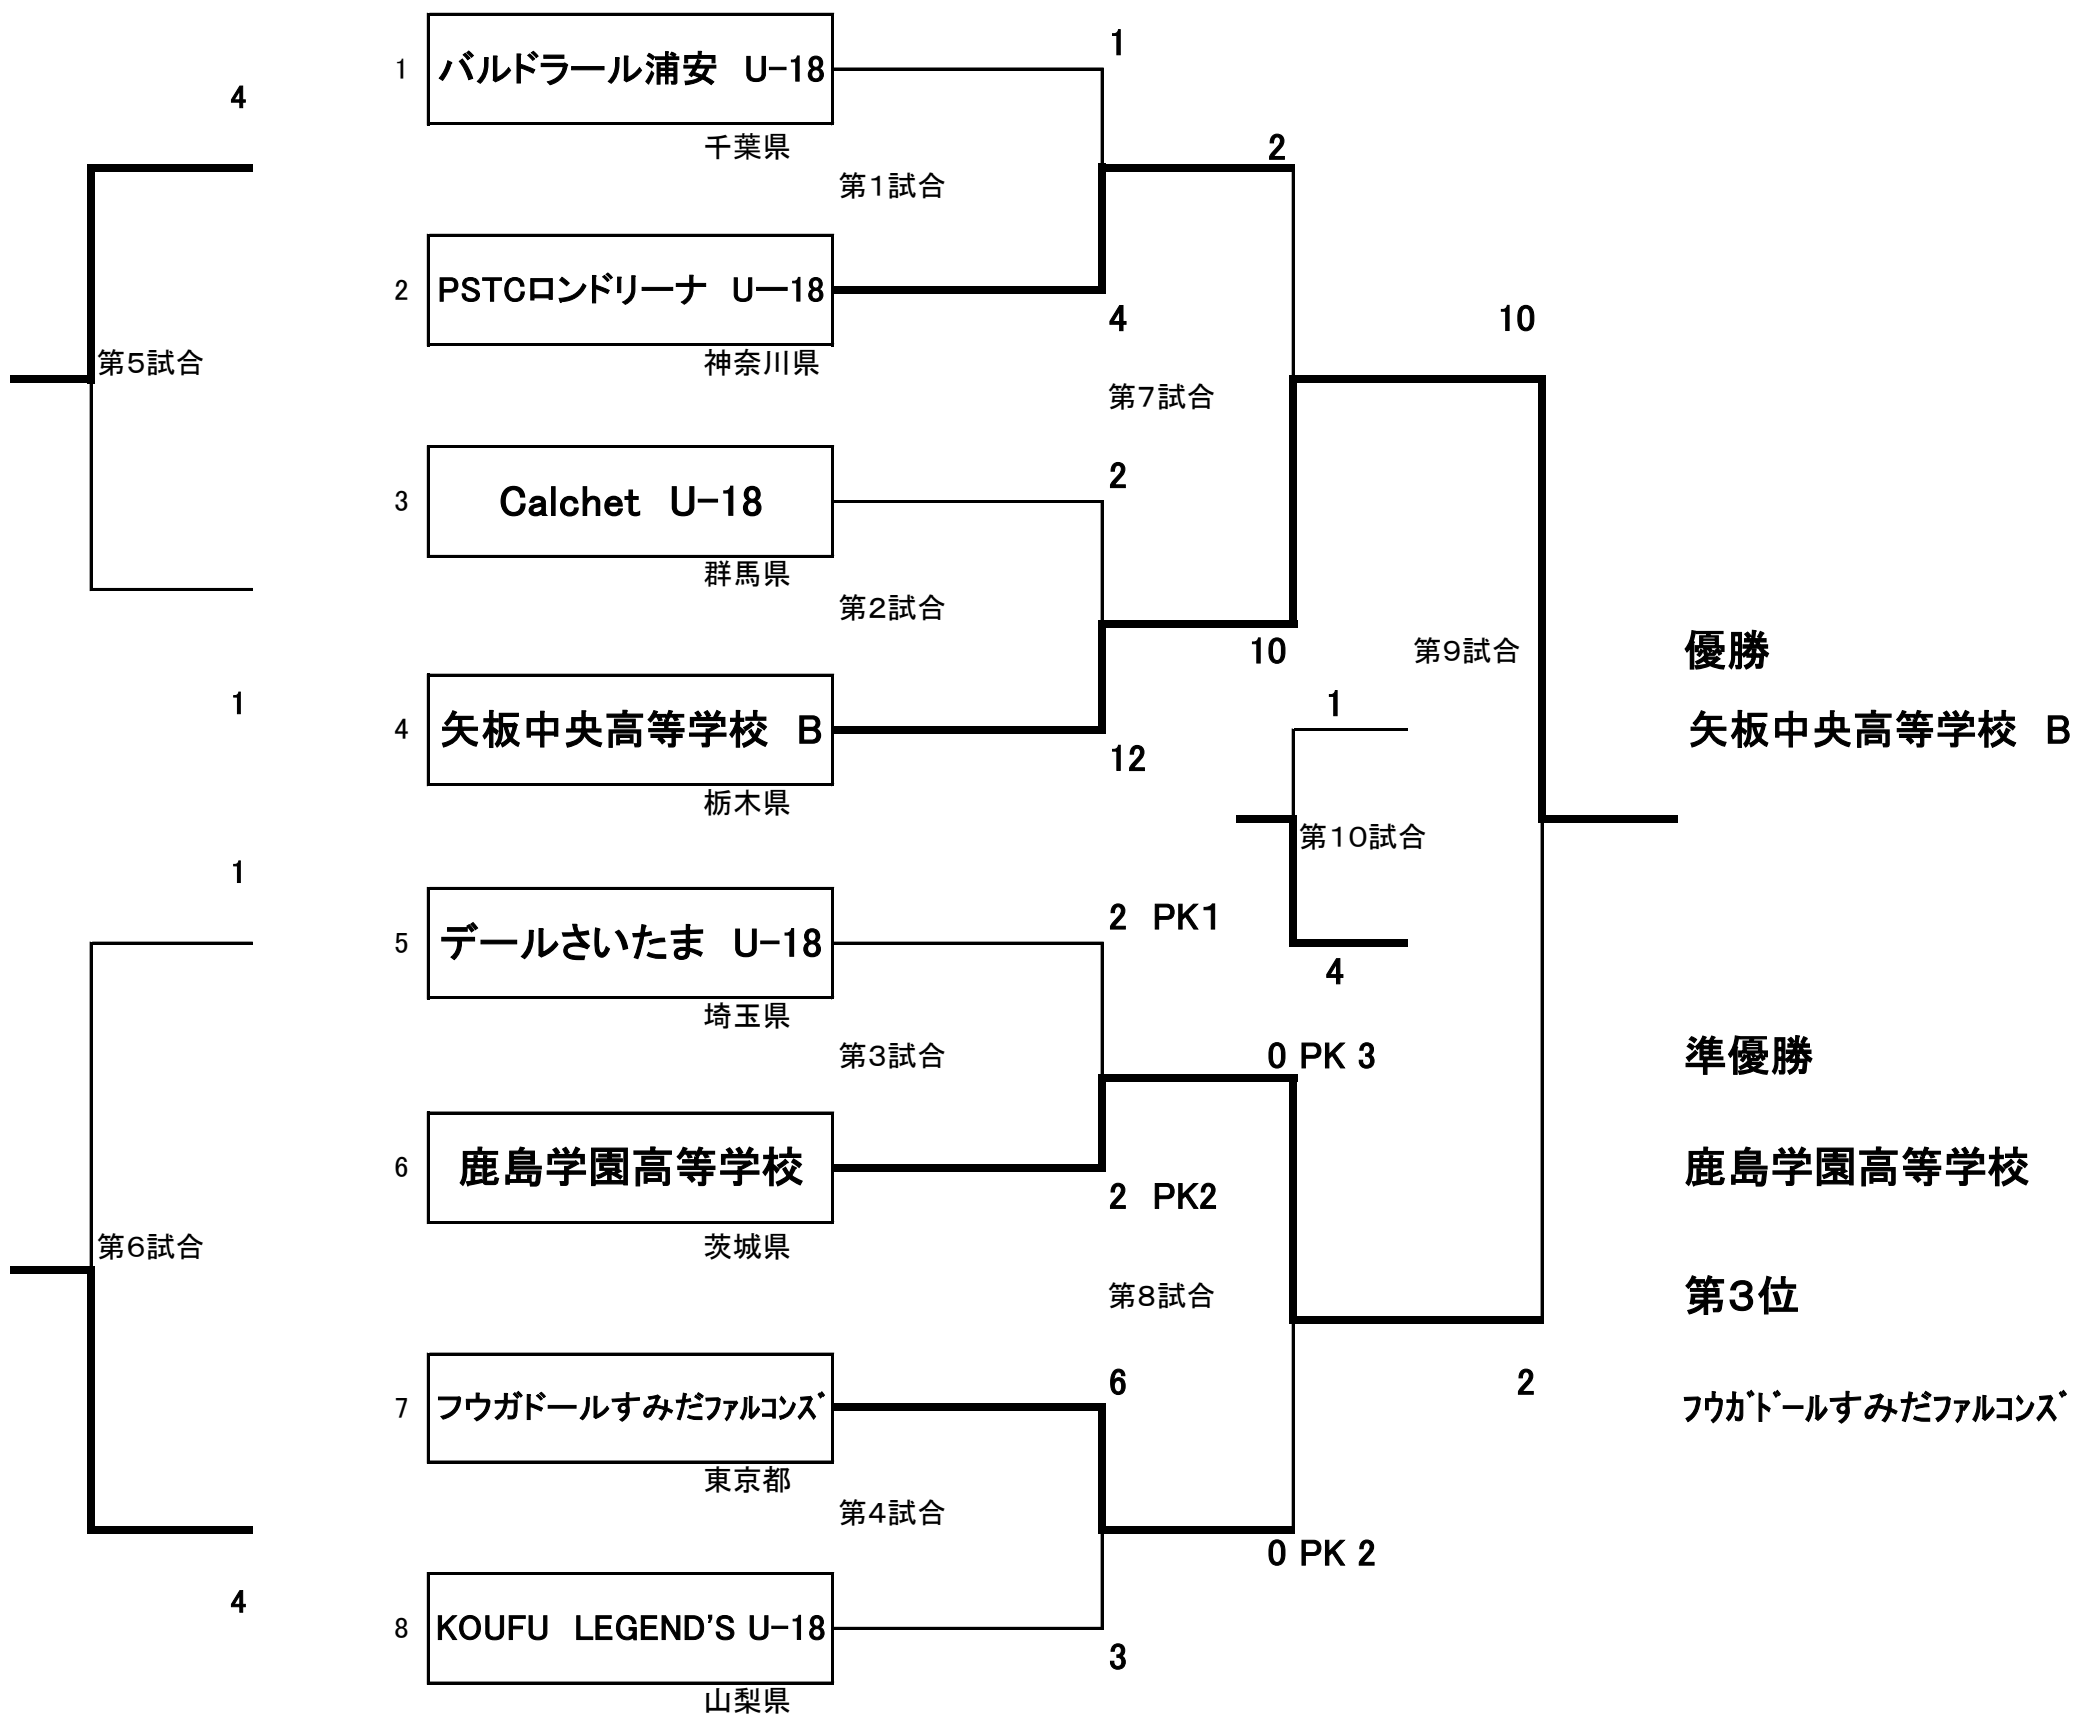 1
1 バルドラール浦安　U-18
4
千葉県
2
第1試合
2 PSTCロンドリーナ　U―18
4
10
神奈川県
第5試合
第7試合
2
3 Calchet　U-18
群馬県
第2試合
10
第9試合
優勝
1
1
4 矢板中央高等学校　B
矢板中央高等学校　B
12
栃木県
第10試合
1
2　PK1
5 デールさいたま　U-18
4
埼玉県
第3試合
0 PK 3
準優勝
6 鹿島学園高等学校
鹿島学園高等学校
2　PK2
茨城県
第6試合
第8試合
第3位
6
2
7 フウガドールすみだファルコンズ
フウガドールすみだファルコンズ
東京都
第4試合
0 PK 2
4
8 KOUFU　LEGEND'S U-18
3
山梨県